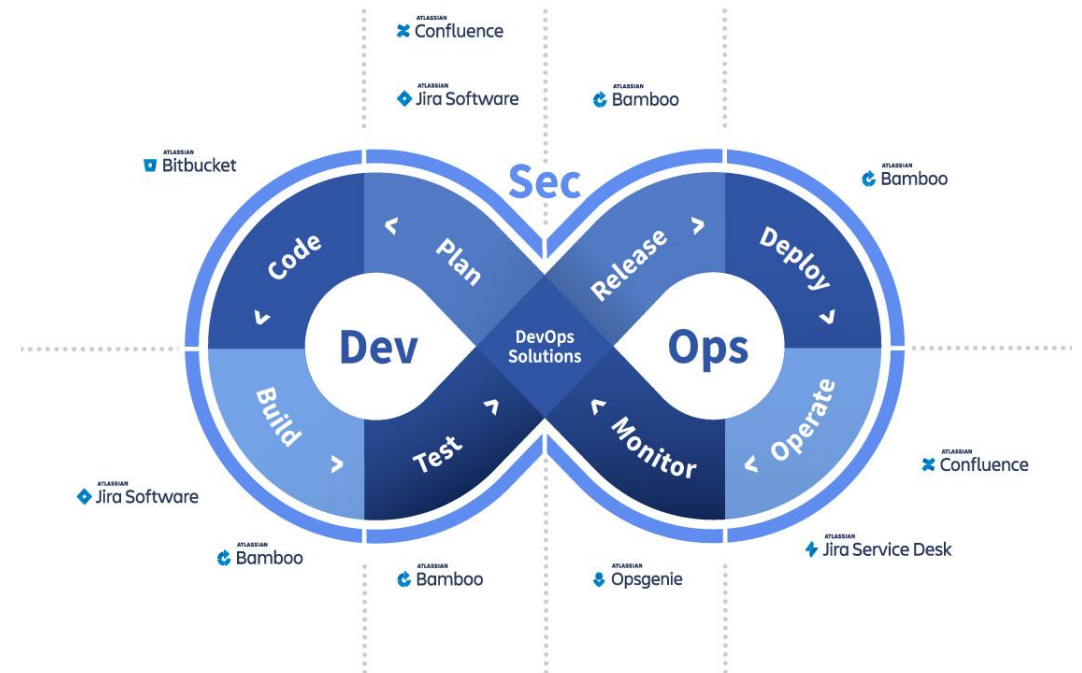 ATLASSIAN
Confluence
ATLASSIAN
Jira Software
ATLASSIAN
Bamboo
ATLASSIAN
Bitbucket
ATLASSIAN
Bamboo
Sec
Code
Plan
Release
Deploy
Dev
DevOps
Solutions
Ops
Build
Test
Monitor
Operate
ATLASSIAN
Confluence
ATLASSIAN
Jira Software
ATLASSIAN
Bamboo
ATLASSIAN
Bamboo
ATLASSIAN
Opsgenie
ATLASSIAN
Jira Service Desk